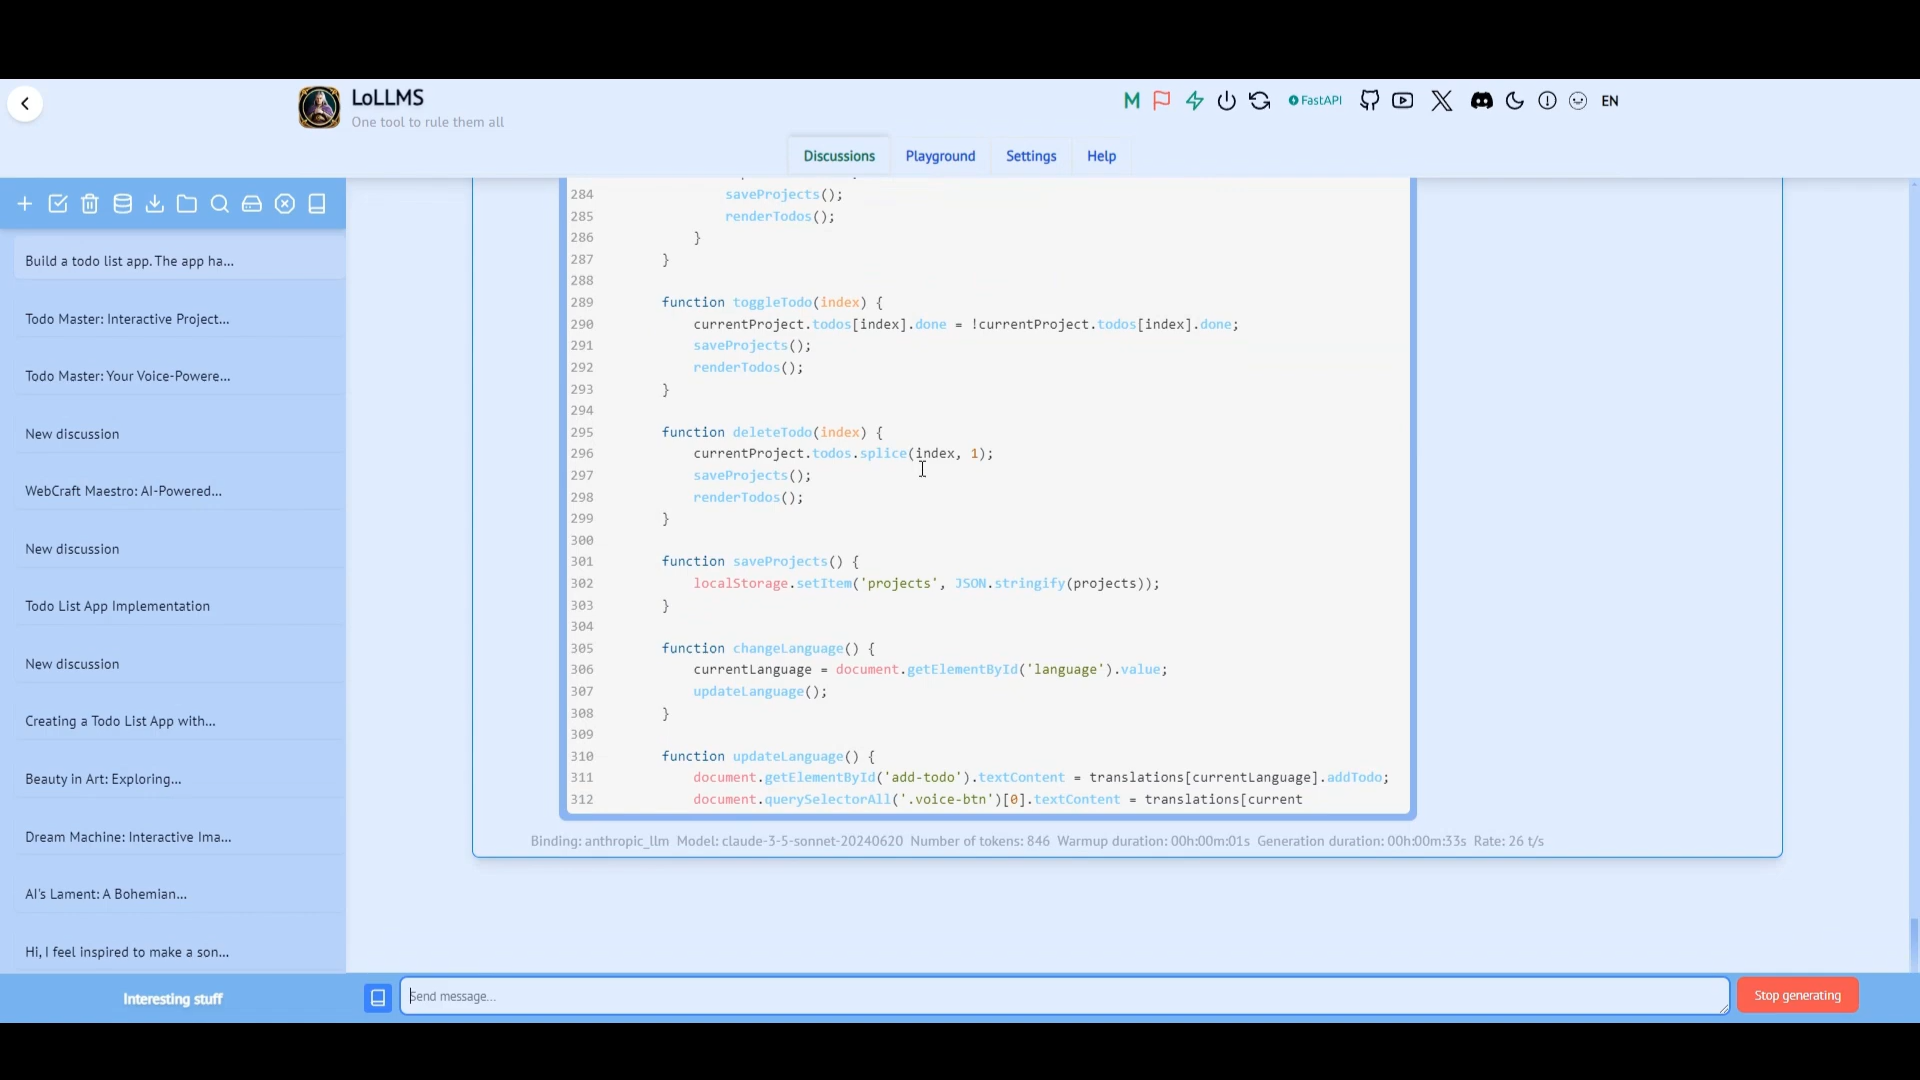 LoLLMS
One tool to rule them all
FastAPI
EN
Discussions
Playground
Settings
Help
Build a todo list app. The app ha...
Todo Master: Interactive Project...
Todo Master: Your Voice-Powere...
New discussion
WebCraft Maestro: AI-Powered...
New discussion
Todo List App Implementation
New discussion
Creating a Todo List App with...
Beauty in Art: Exploring...
Dream Machine: Interactive Ima...
AI's Lament: A Bohemian...
Hi, I feel inspired to make a son...
Interesting stuff
284 saveProjects();
285 renderTodos();
286 }
287 }
288
289 function toggleTodo(index) {
290 currentProject.todos[index].done = !currentProject.todos[index].done;
291 saveProjects();
292 renderTodos();
293 }
294
295 function deleteTodo(index) {
296 currentProject.todos.splice(index, 1);
297 saveProjects();
298 renderTodos();
299 }
300
301 function saveProjects() {
302 localStorage.setItem('projects', JSON.stringify(projects));
303 }
304
305 function changeLanguage() {
306 currentLanguage = document.getElementById('language').value;
307 updateLanguage();
308 }
309
310 function updateLanguage() {
311 document.getElementById('add-todo').textContent = translations[currentLanguage].addTodo;
312 document.querySelectorAll('.voice-btn')[0].textContent = translations[current
Binding: anthropic_llm Model: claude-3-5-sonnet-20240620 Number of tokens: 846 Warmup duration: 00h:00m:01s Generation duration: 00h:00m:33s Rate: 26 t/s
Send message...
Stop generating